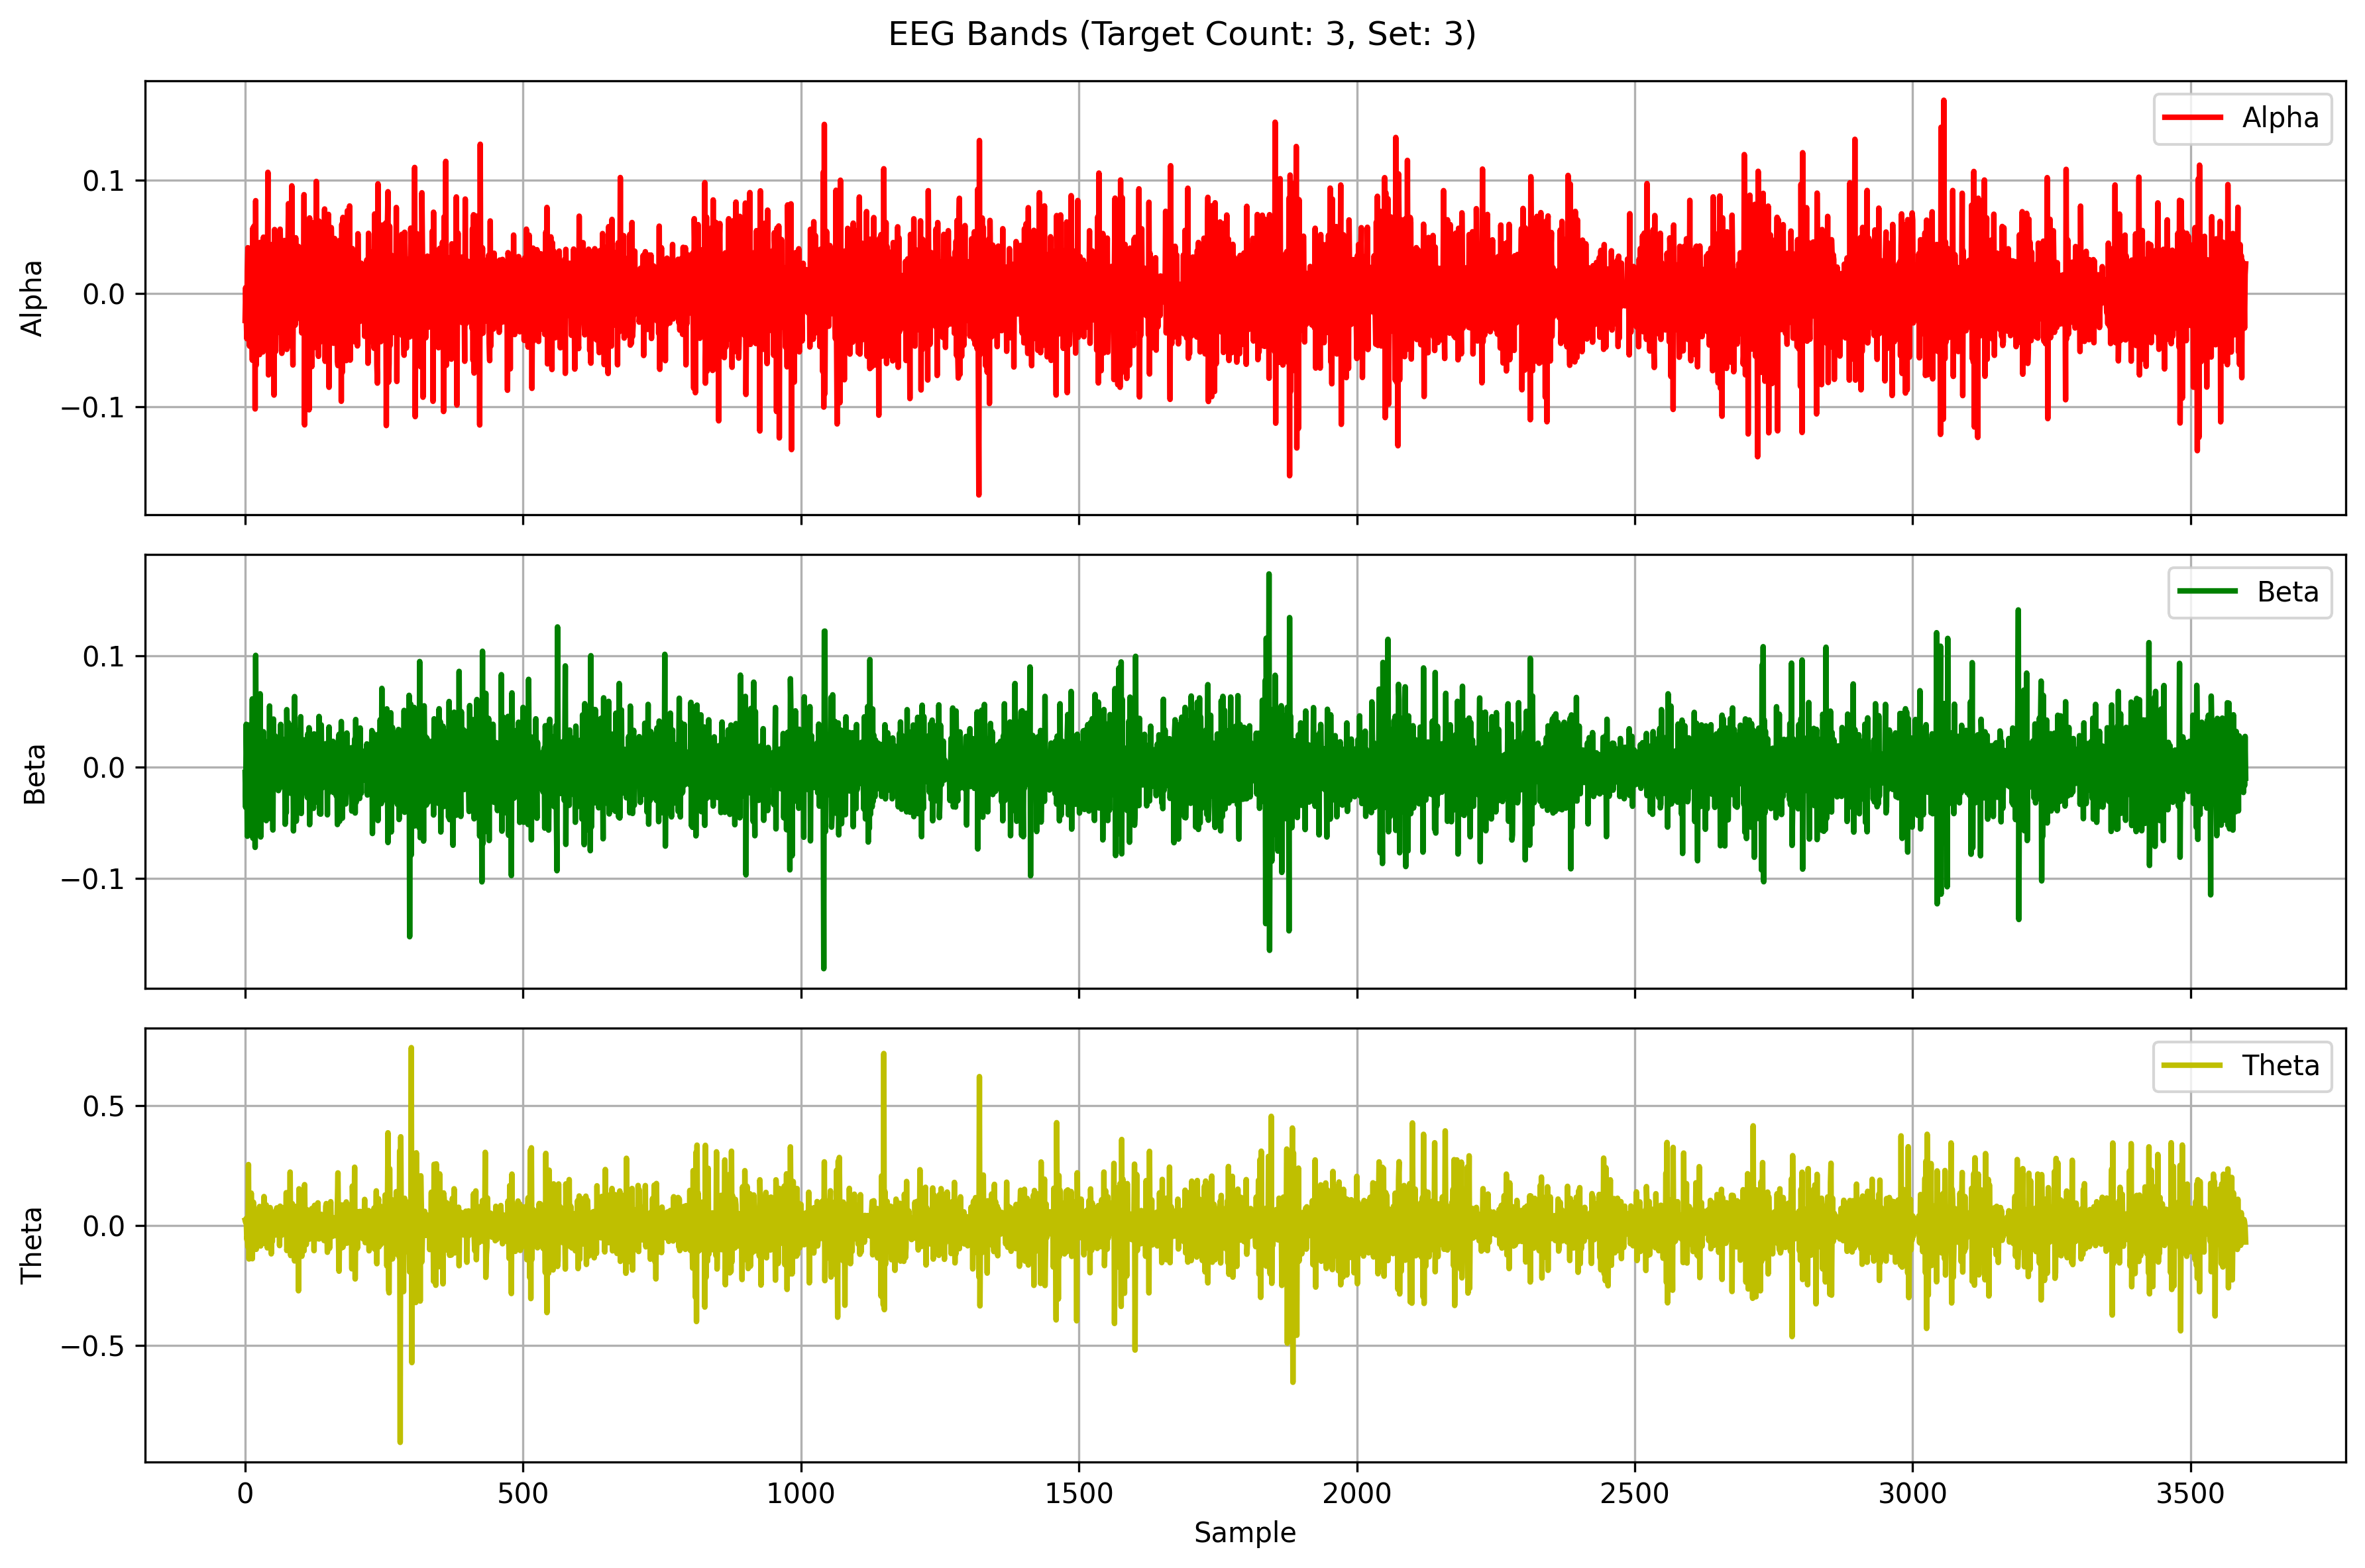 EEG Bands (Target Count: 3, Set: 3)
Alpha
0.1
0.0
−0.1
Alpha
Beta
0.1
0.0
−0.1
Beta
Theta
0.5
0.0
−0.5
Theta
0 500 1000 1500 2000 2500 3000 3500
Sample